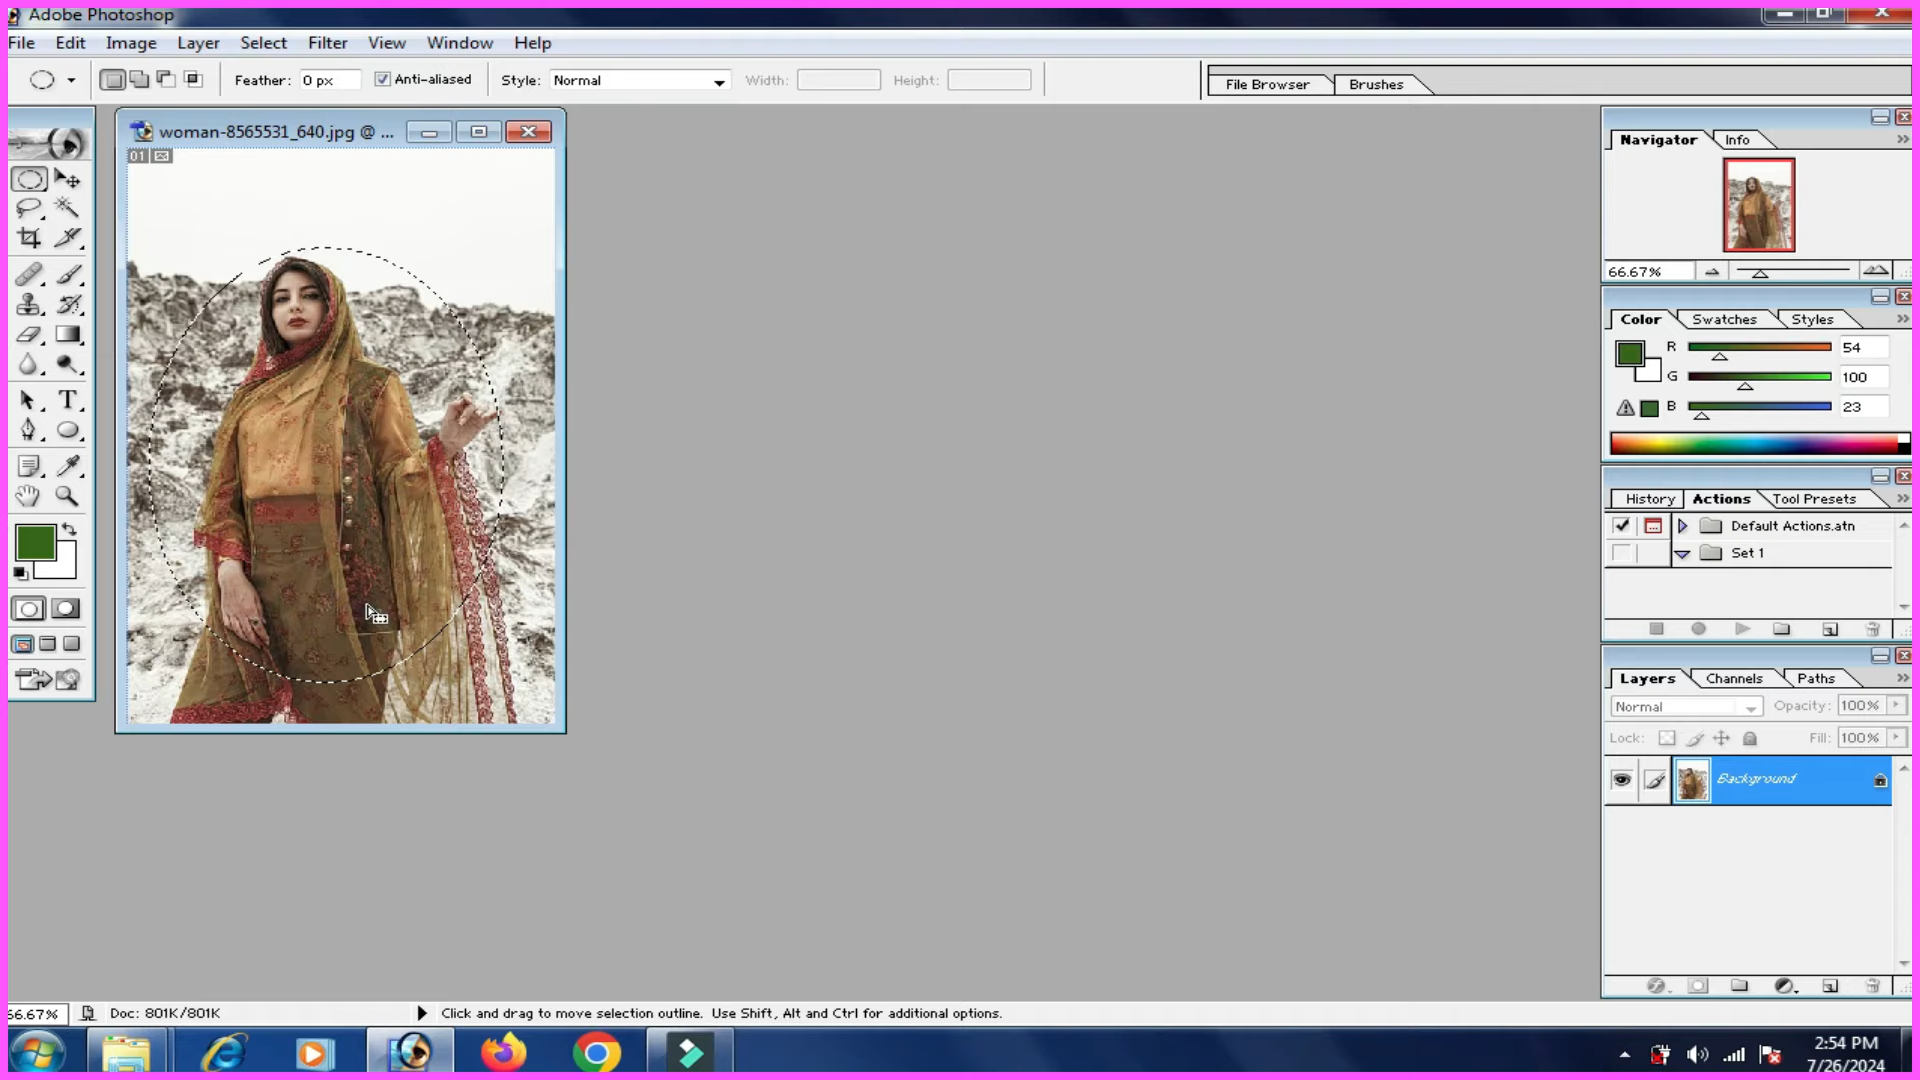 Adobe Photoshop
File Edit Image Layer Select Filter View Window Help
Feather: 0 px Anti-aliased Style: Normal Width: Height: File Browser Brushes
woman-8565531_640.jpg @ ...
01
Navigator Info
66.67%
Color Swatches Styles
R 54
G 100
B 23
History Actions Tool Presets
Default Actions.atn
Set 1
Layers Channels Paths
Normal Opacity: 100%
Lock: Fill: 100%
Background
66.67% Doc: 801K/801K Click and drag to move selection outline. Use Shift, Alt and Ctrl for additional options.
2:54 PM
7/26/2024